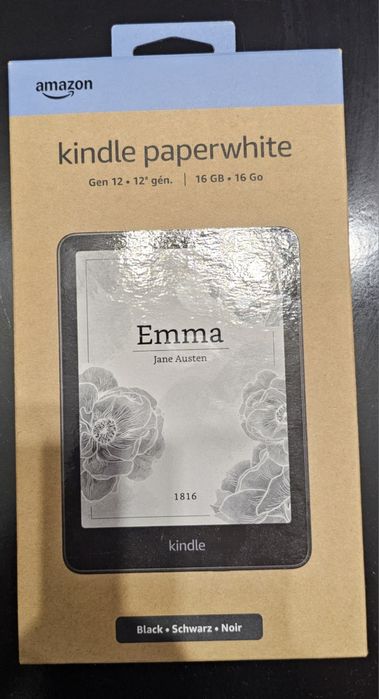 amazon
kindle paperwhite
Gen 12 • 12ᵉ gén. | 16 GB • 16 Go
Emma
Jane Austen
1816
kindle
Black • Schwarz • Noir